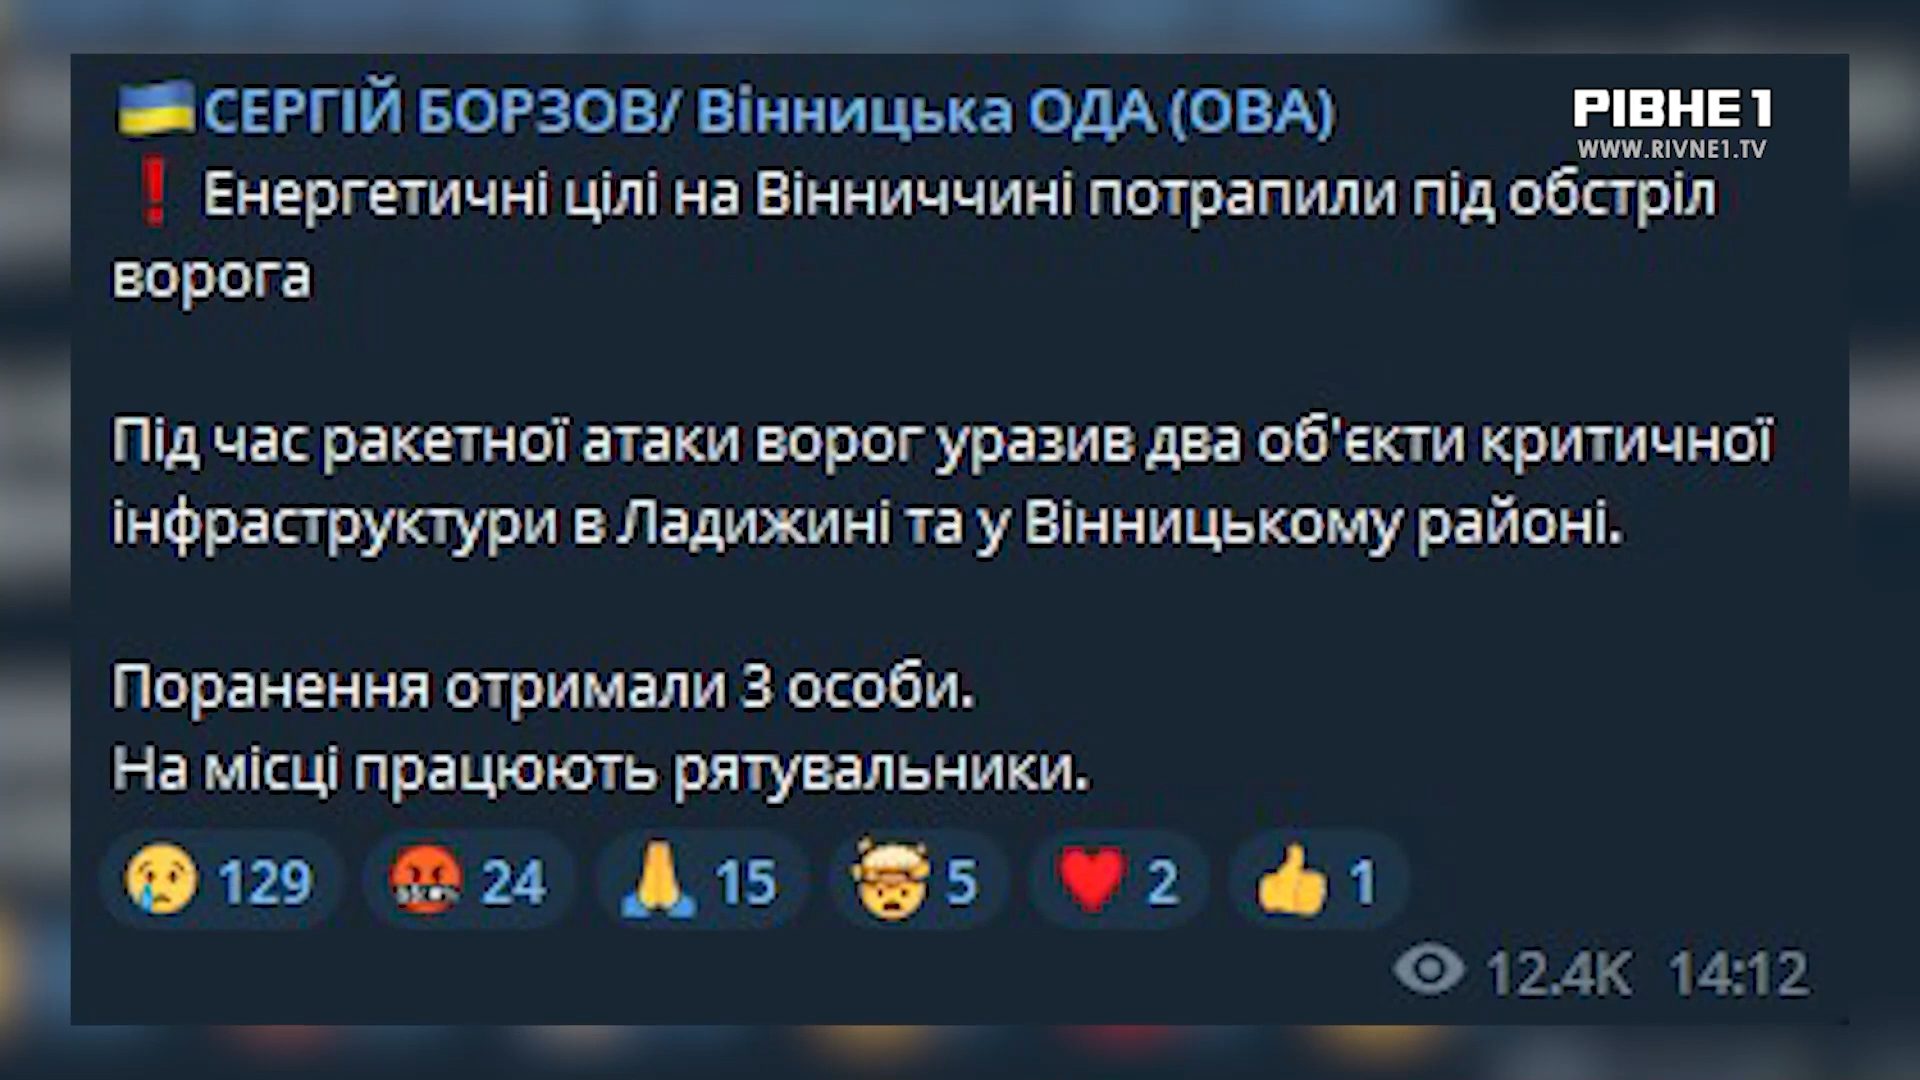 🇺🇦СЕРГІЙ БОРЗОВ/ Вінницька ОДА (ОВА)
РІВНЕ 1
WWW.RIVNE1.TV
❗ Енергетичні цілі на Вінниччині потрапили під обстріл
ворога
Під час ракетної атаки ворог уразив два об'єкти критичної
інфраструктури в Ладижині та у Вінницькому районі.
Поранення отримали 3 особи.
На місці працюють рятувальники.
😢 129 🤬 24 🙏 15 🤯 5 ❤ 2 👍 1
12.4K 14:12